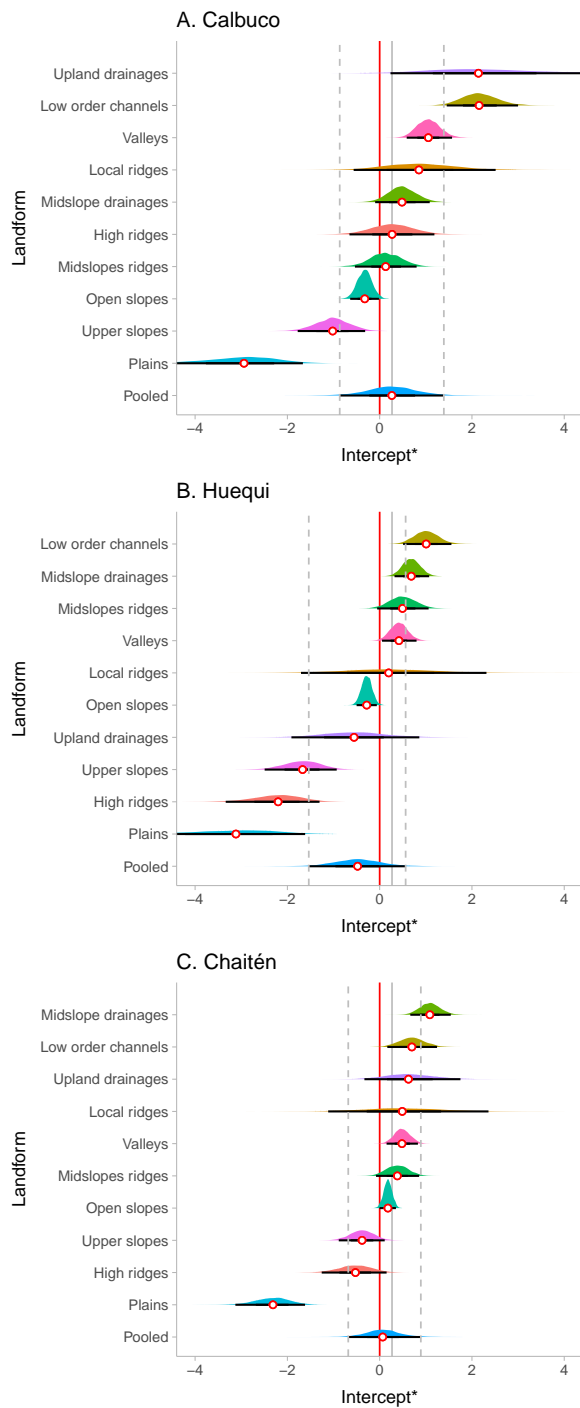 A. Calbuco
Landform
Upland drainages
Low order channels
Valleys
Local ridges
Midslope drainages
High ridges
Midslopes ridges
Open slopes
Upper slopes
Plains
Pooled
−4 −2 0 2 4
Intercept*
B. Huequi
Landform
Low order channels
Midslope drainages
Midslopes ridges
Valleys
Local ridges
Open slopes
Upland drainages
Upper slopes
High ridges
Plains
Pooled
−4 −2 0 2 4
Intercept*
C. Chaitén
Landform
Midslope drainages
Low order channels
Upland drainages
Local ridges
Valleys
Midslopes ridges
Open slopes
Upper slopes
High ridges
Plains
Pooled
−4 −2 0 2 4
Intercept*